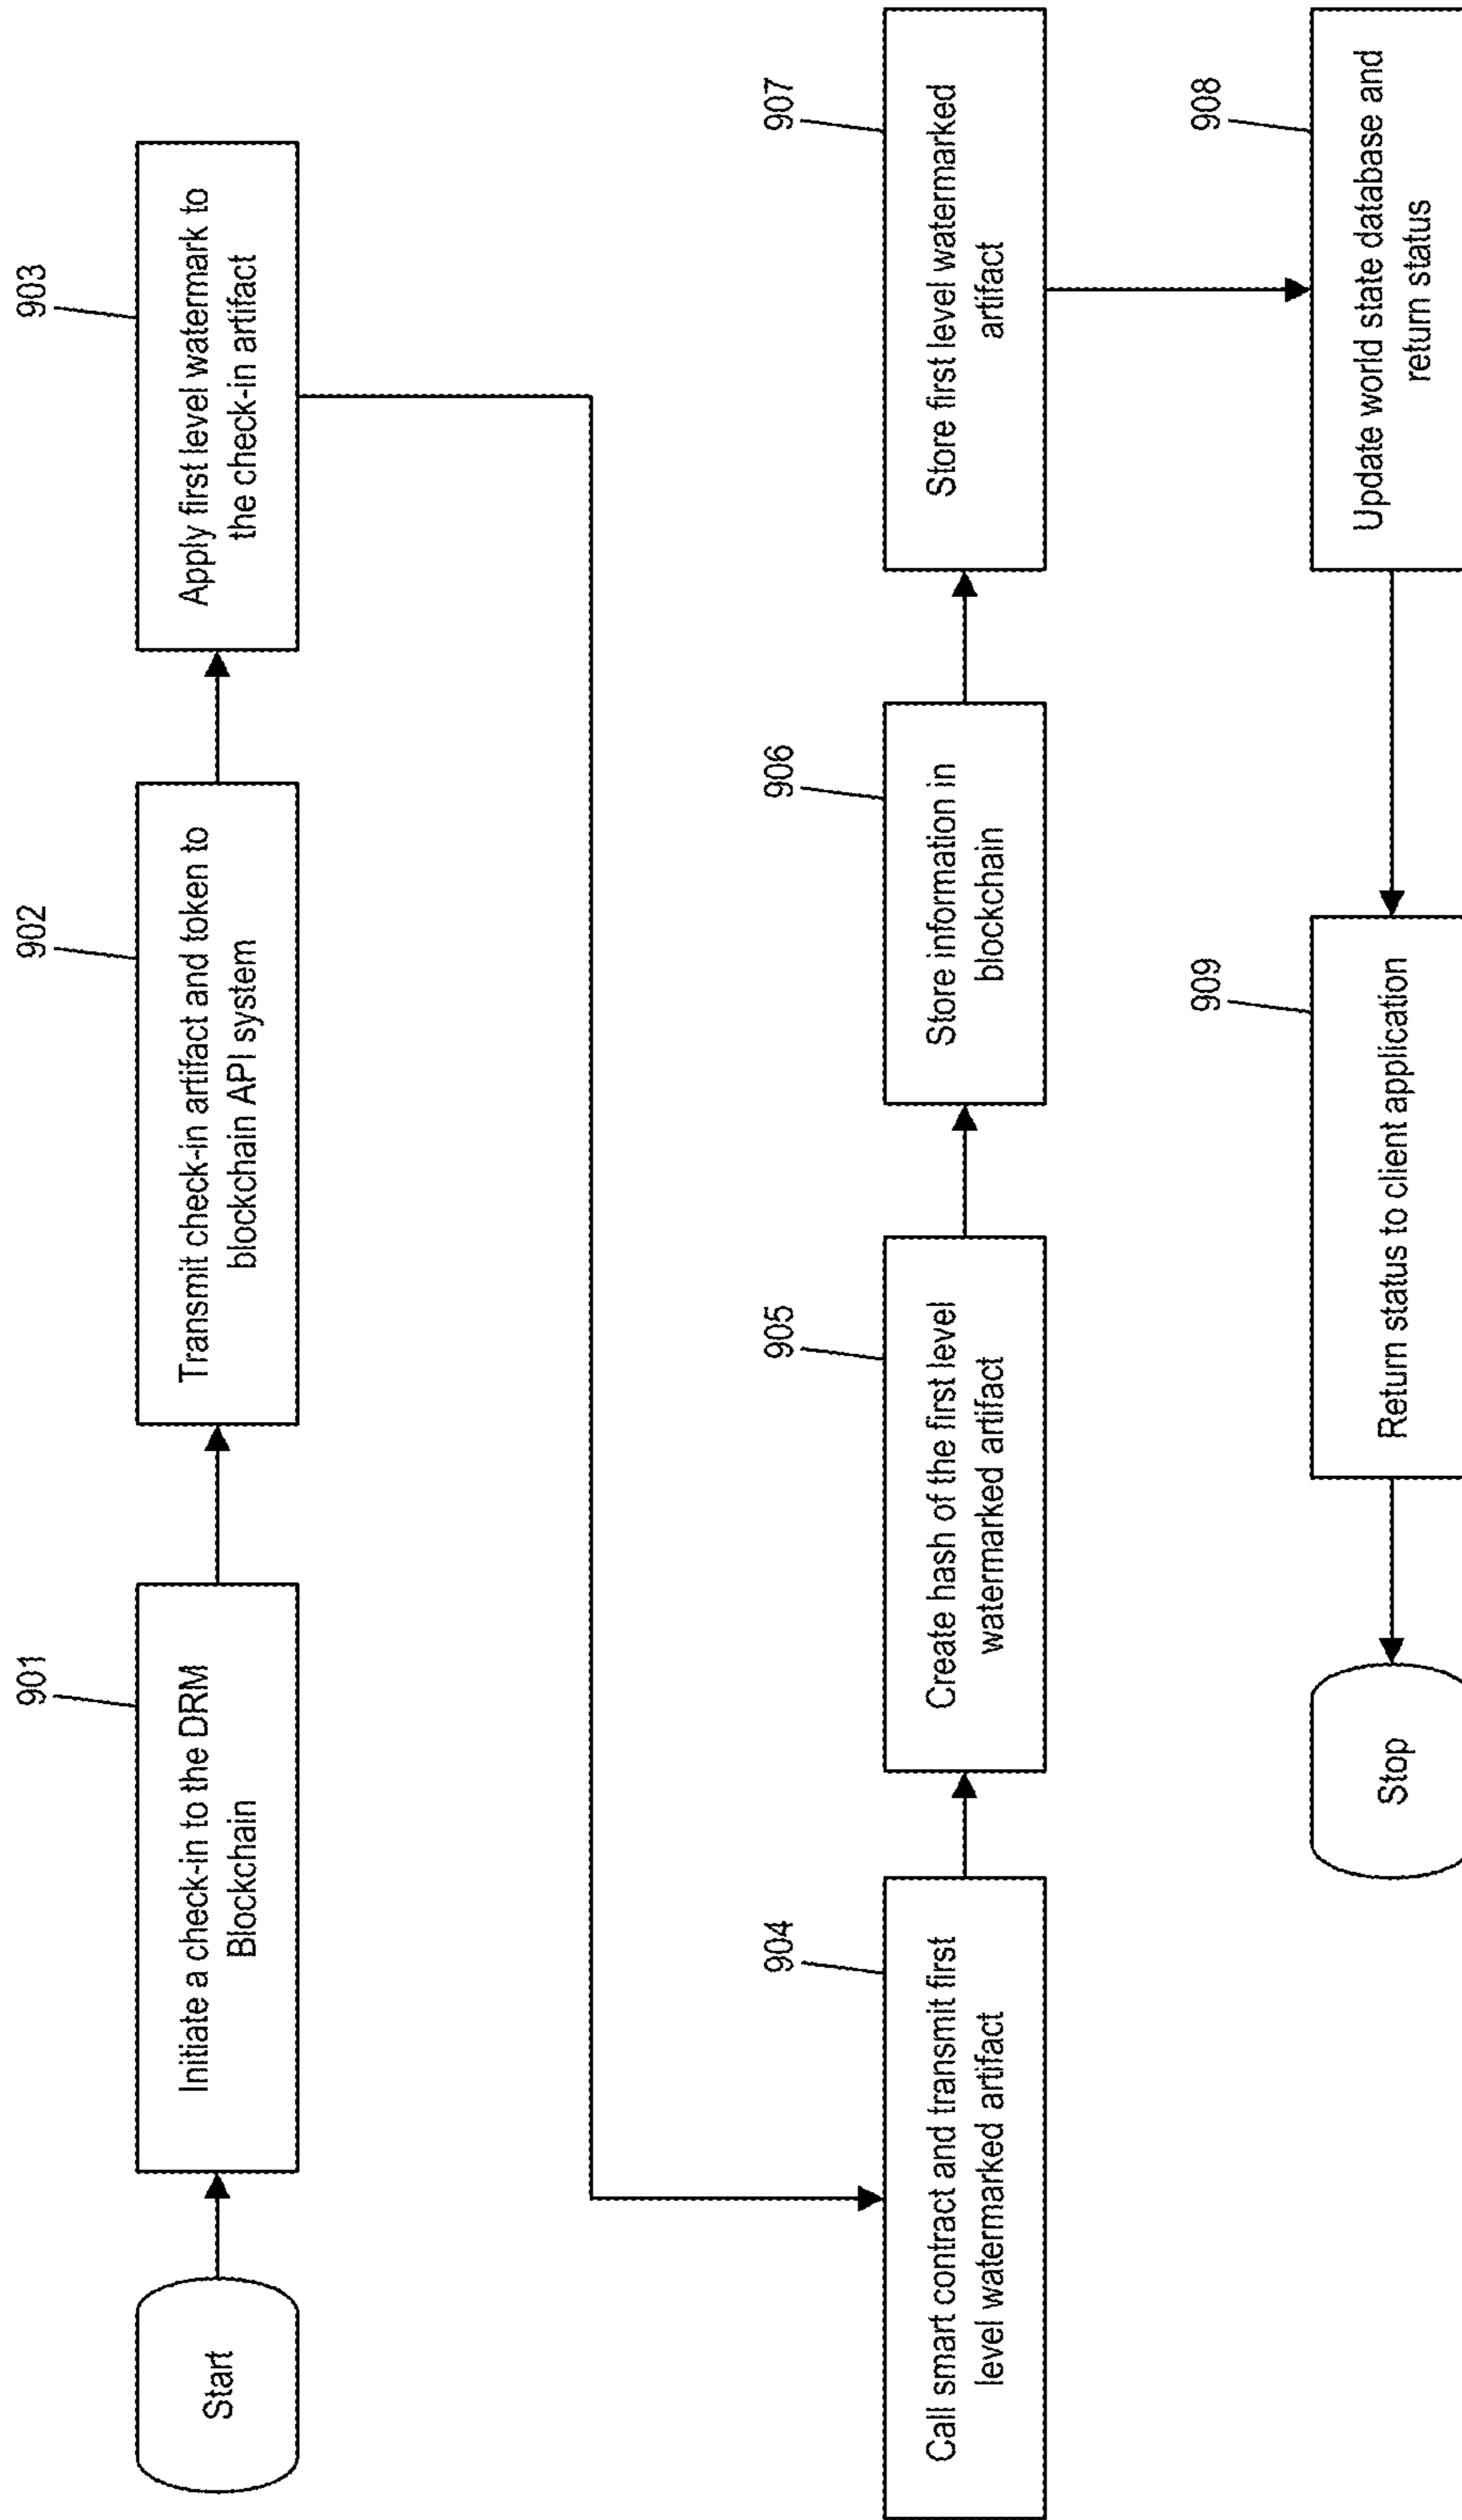 Start
901
Initiate a check-in to the DRM
Blockchain
902
Transmit check-in artifact and token to
blockchain API system
903
Apply first level watermark to
the check-in artifact
904
Call smart contract and transmit first
level watermarked artifact
905
Create hash of the first level
watermarked artifact
906
Store information in
blockchain
907
Store first level watermarked
artifact
908
Update world state database and
return status
909
Return status to client application
Stop